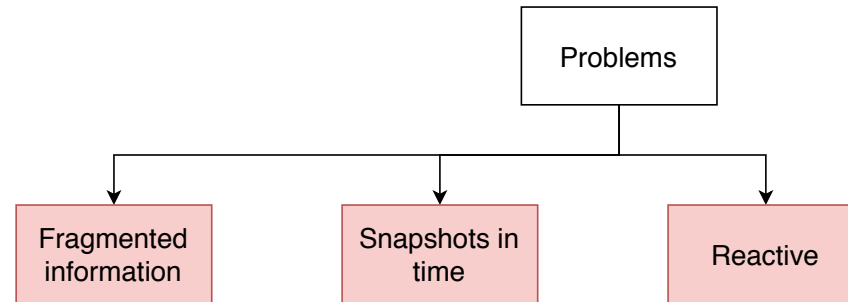 Problems
Fragmented
information
Snapshots in
time
Reactive